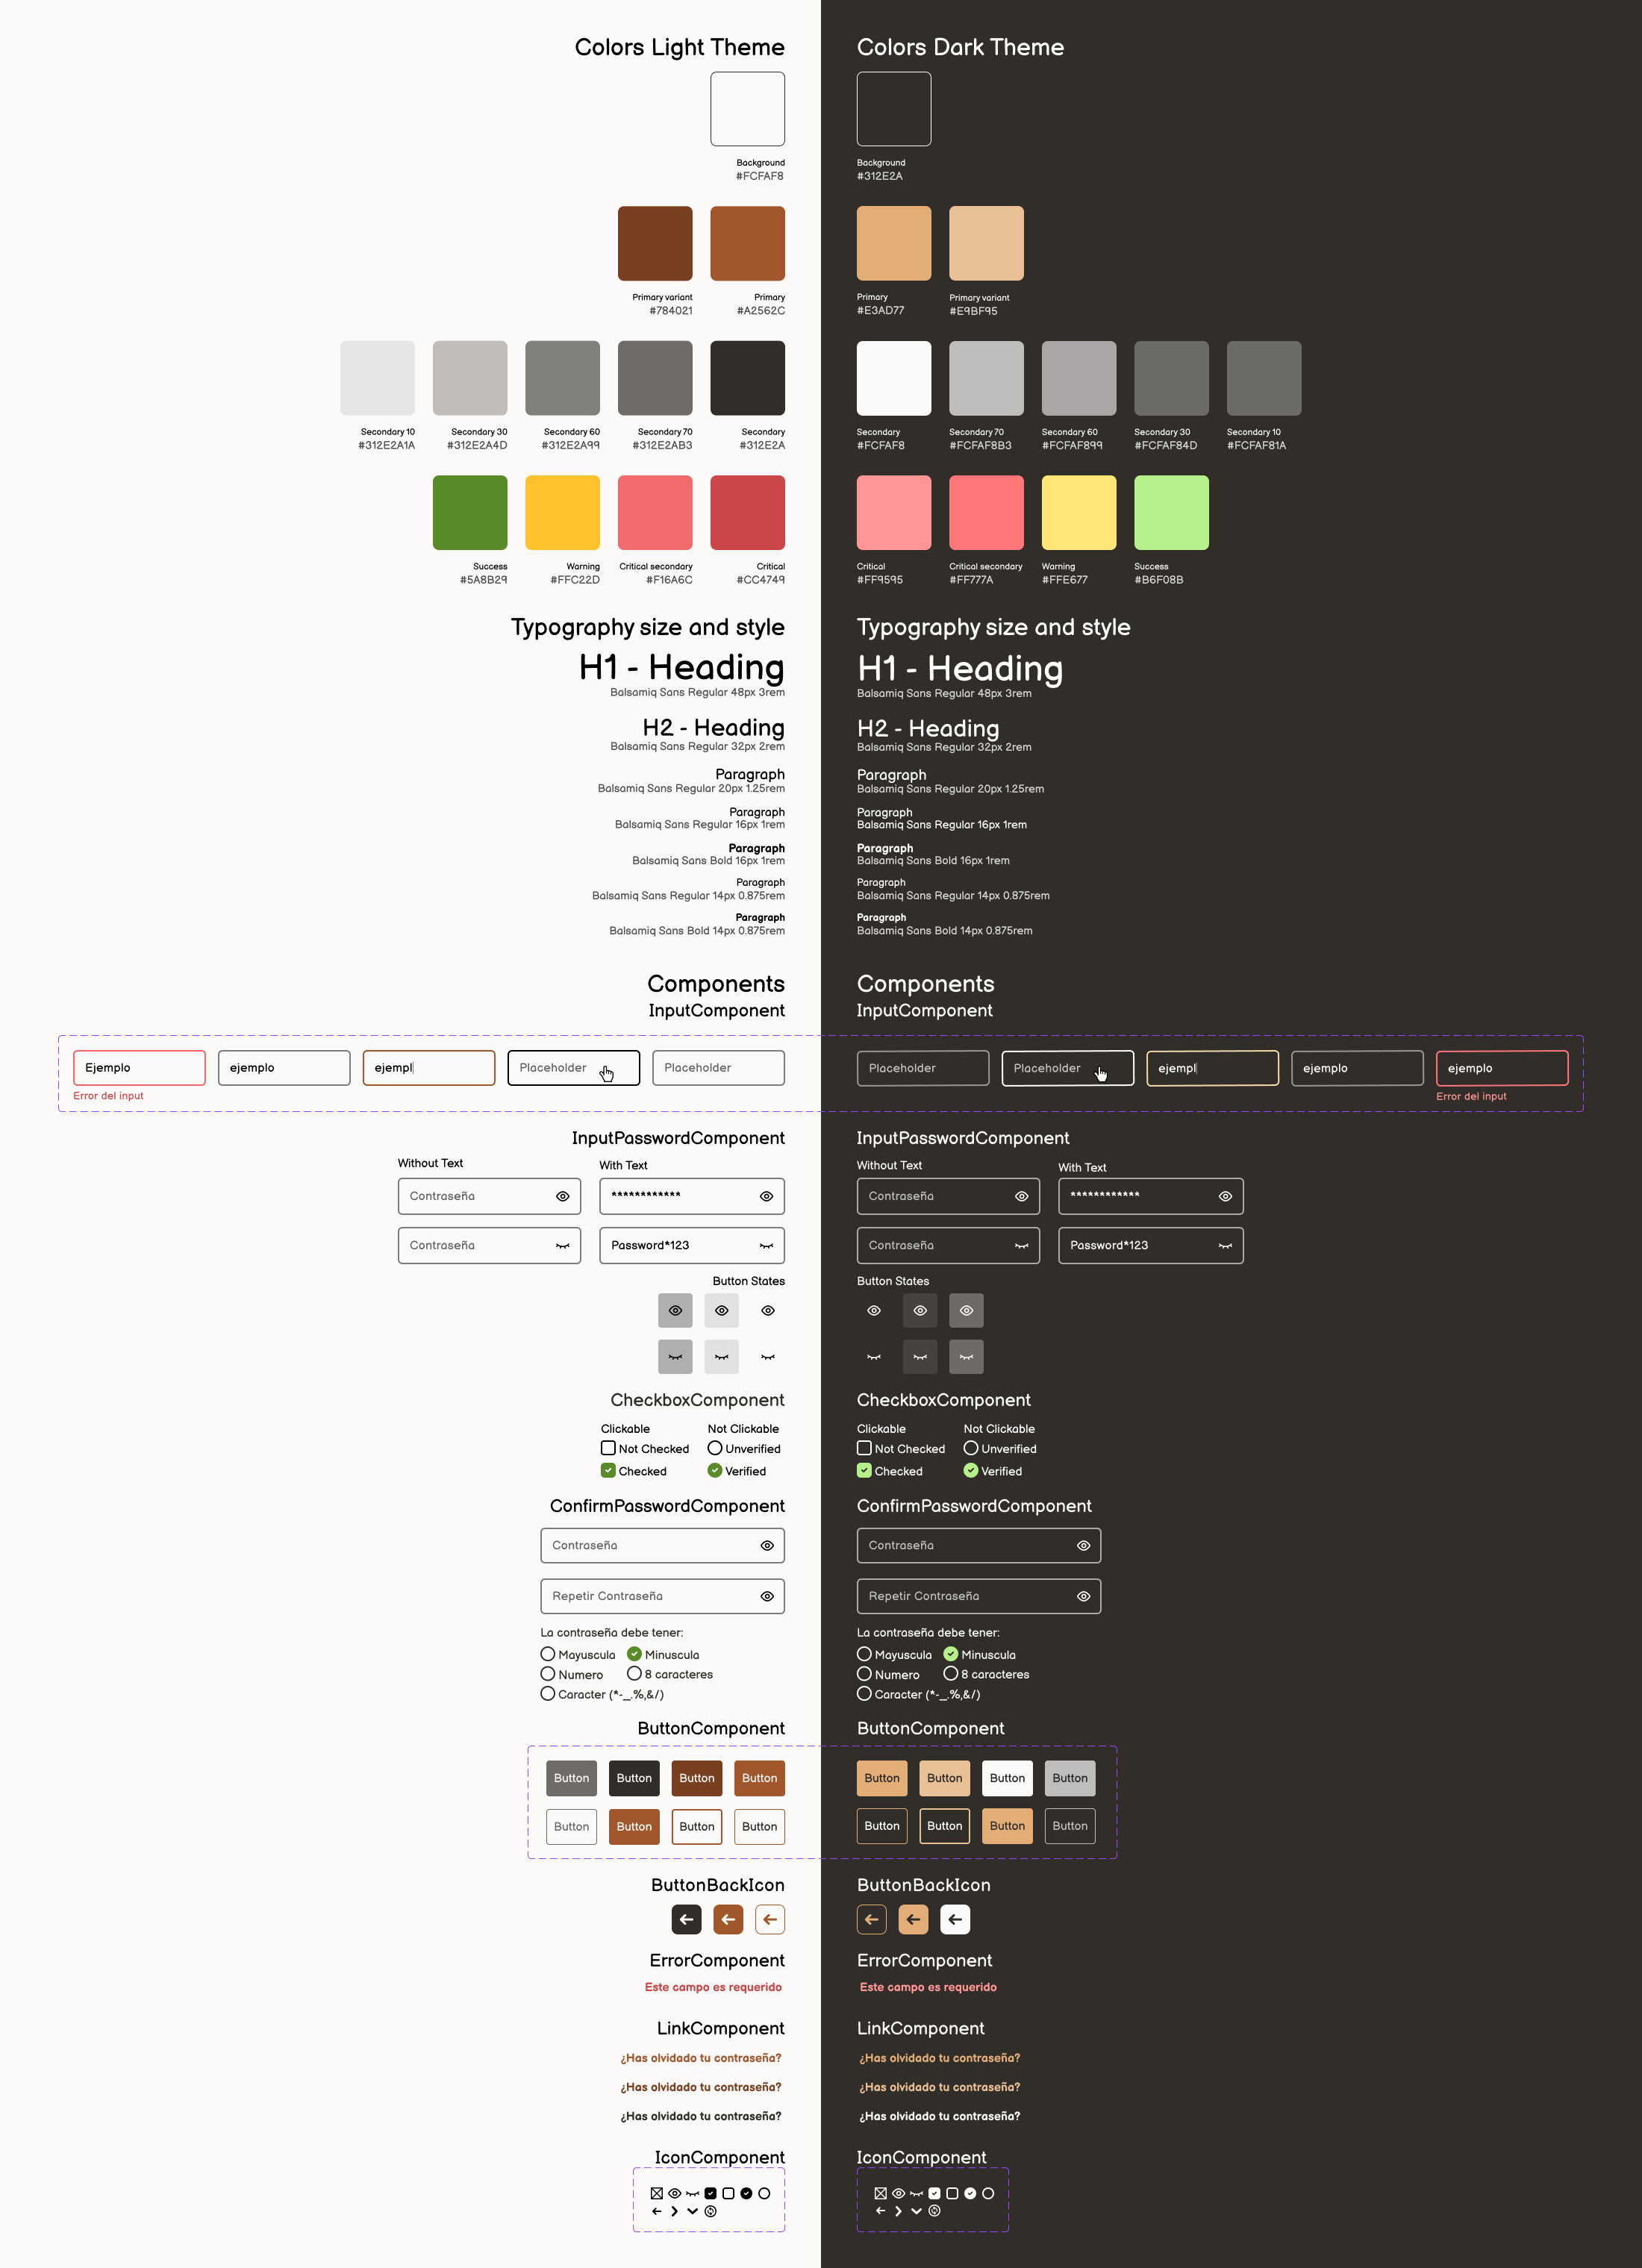 Colors Light Theme
Background
#FCFAF8
Primary variant
#784021
Primary
#A2562C
Secondary 10
#312E2A1A
Secondary 30
#312E2A4D
Secondary 60
#312E2A99
Secondary 70
#312E2AB3
Secondary
#312E2A
Success
#5A8B29
Warning
#FFC22D
Critical secondary
#F16A6C
Critical
#CC4749
Typography size and style
H1 - Heading
Balsamiq Sans Regular 48px 3rem
H2 - Heading
Balsamiq Sans Regular 32px 2rem
Paragraph
Balsamiq Sans Regular 20px 1.25rem
Paragraph
Balsamiq Sans Regular 16px 1rem
Paragraph
Balsamiq Sans Bold 16px 1rem
Paragraph
Balsamiq Sans Regular 14px 0.875rem
Paragraph
Balsamiq Sans Bold 14px 0.875rem
Components
InputComponent
Ejemplo
ejemplo
ejempl
Placeholder
Placeholder
Error del input
InputPasswordComponent
Without Text
With Text
Contraseña
************
Contraseña
Password*123
Button States
CheckboxComponent
Clickable
Not Clickable
Not Checked
Unverified
Checked
Verified
ConfirmPasswordComponent
Contraseña
Repetir Contraseña
La contraseña debe tener:
Mayuscula
Minuscula
Numero
8 caracteres
Caracter (*-_.%,&/)
ButtonComponent
Button
Button
Button
Button
Button
Button
Button
Button
ButtonBackIcon
ErrorComponent
Este campo es requerido
LinkComponent
¿Has olvidado tu contraseña?
¿Has olvidado tu contraseña?
¿Has olvidado tu contraseña?
IconComponent
Colors Dark Theme
Background
#312E2A
Primary
#E3AD77
Primary variant
#E9BF95
Secondary
#FCFAF8
Secondary 70
#FCFAF8B3
Secondary 60
#FCFAF899
Secondary 30
#FCFAF84D
Secondary 10
#FCFAF81A
Critical
#FF9595
Critical secondary
#FF777A
Warning
#FFE677
Success
#B6F08B
Typography size and style
H1 - Heading
Balsamiq Sans Regular 48px 3rem
H2 - Heading
Balsamiq Sans Regular 32px 2rem
Paragraph
Balsamiq Sans Regular 20px 1.25rem
Paragraph
Balsamiq Sans Regular 16px 1rem
Paragraph
Balsamiq Sans Bold 16px 1rem
Paragraph
Balsamiq Sans Regular 14px 0.875rem
Paragraph
Balsamiq Sans Bold 14px 0.875rem
Components
InputComponent
Placeholder
Placeholder
ejempl
ejemplo
ejemplo
Error del input
InputPasswordComponent
Without Text
With Text
Contraseña
************
Contraseña
Password*123
Button States
CheckboxComponent
Clickable
Not Clickable
Not Checked
Unverified
Checked
Verified
ConfirmPasswordComponent
Contraseña
Repetir Contraseña
La contraseña debe tener:
Mayuscula
Minuscula
Numero
8 caracteres
Caracter (*-_.%,&/)
ButtonComponent
Button
Button
Button
Button
Button
Button
Button
Button
ButtonBackIcon
ErrorComponent
Este campo es requerido
LinkComponent
¿Has olvidado tu contraseña?
¿Has olvidado tu contraseña?
¿Has olvidado tu contraseña?
IconComponent